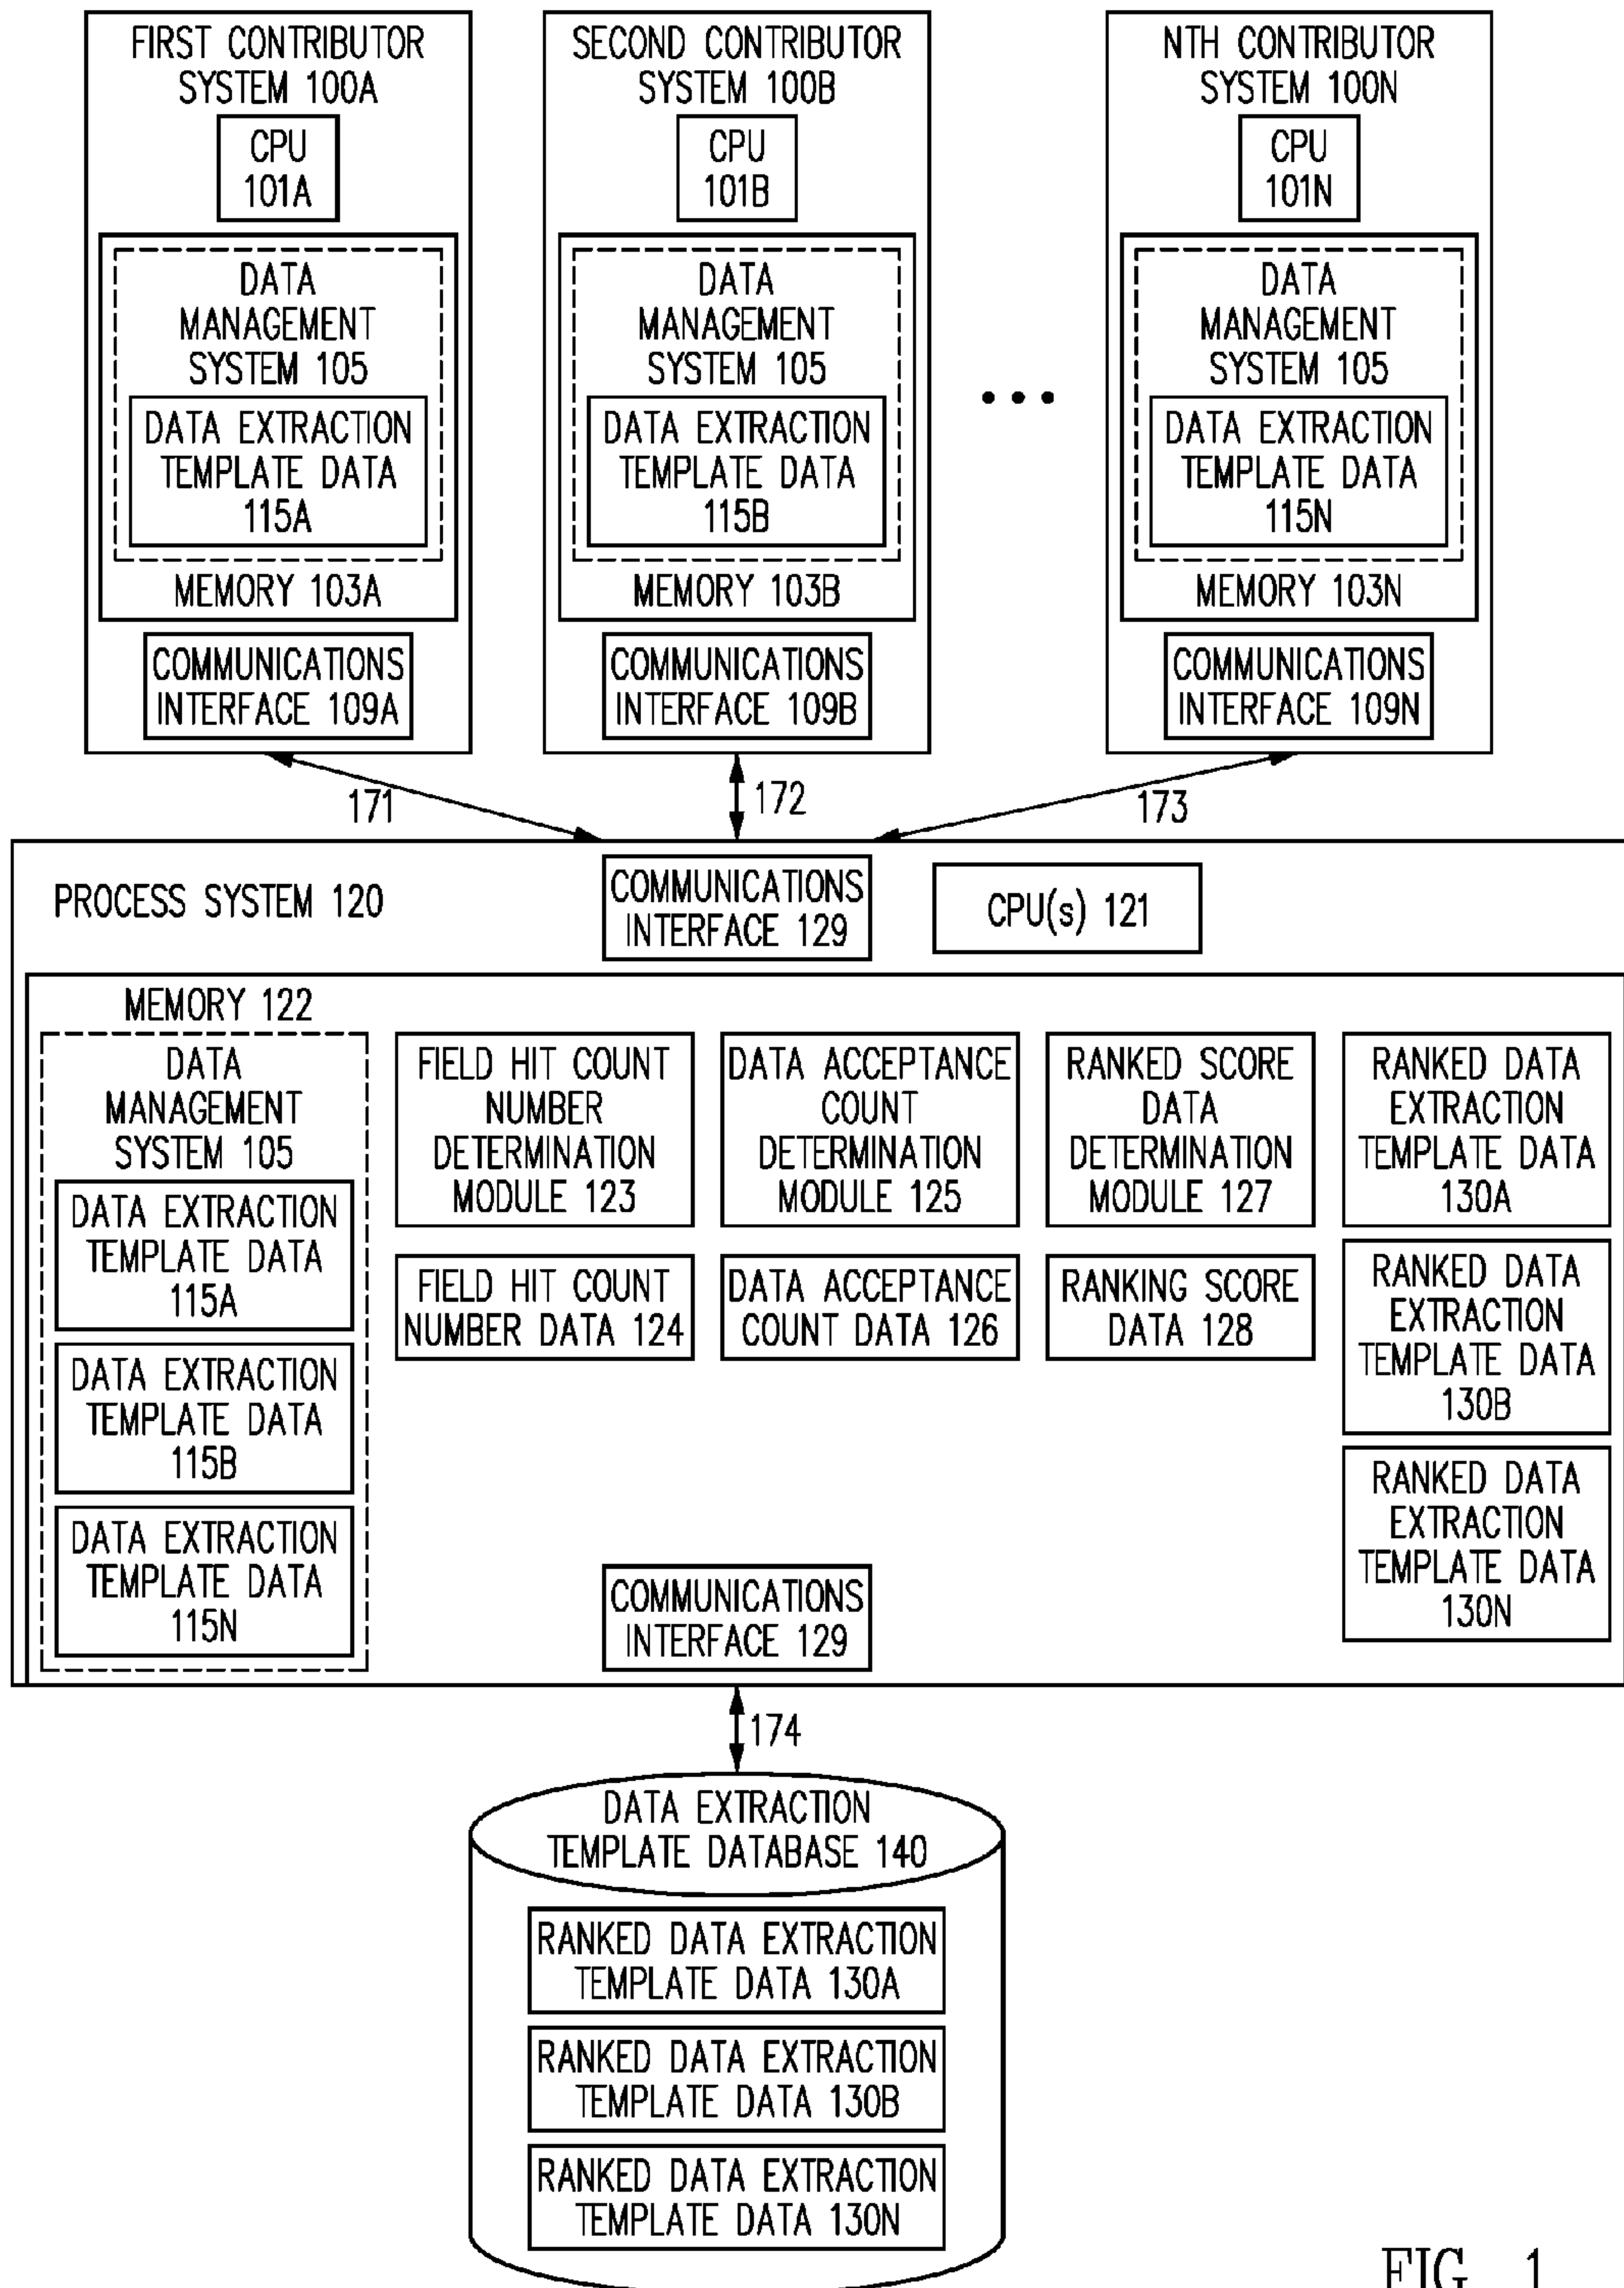 FIRST CONTRIBUTOR
SYSTEM 100A
CPU
101A
DATA
MANAGEMENT
SYSTEM 105
DATA EXTRACTION
TEMPLATE DATA
115A
MEMORY 103A
COMMUNICATIONS
INTERFACE 109A
SECOND CONTRIBUTOR
SYSTEM 100B
CPU
101B
DATA
MANAGEMENT
SYSTEM 105
DATA EXTRACTION
TEMPLATE DATA
115B
MEMORY 103B
COMMUNICATIONS
INTERFACE 109B
NTH CONTRIBUTOR
SYSTEM 100N
CPU
101N
DATA
MANAGEMENT
SYSTEM 105
DATA EXTRACTION
TEMPLATE DATA
115N
MEMORY 103N
COMMUNICATIONS
INTERFACE 109N
171
172
173
PROCESS SYSTEM 120
COMMUNICATIONS
INTERFACE 129
CPU(s) 121
MEMORY 122
DATA
MANAGEMENT
SYSTEM 105
DATA EXTRACTION
TEMPLATE DATA
115A
DATA EXTRACTION
TEMPLATE DATA
115B
DATA EXTRACTION
TEMPLATE DATA
115N
FIELD HIT COUNT
NUMBER
DETERMINATION
MODULE 123
FIELD HIT COUNT
NUMBER DATA 124
DATA ACCEPTANCE
COUNT
DETERMINATION
MODULE 125
DATA ACCEPTANCE
COUNT DATA 126
RANKED SCORE
DATA
DETERMINATION
MODULE 127
RANKING SCORE
DATA 128
RANKED DATA
EXTRACTION
TEMPLATE DATA
130A
RANKED DATA
EXTRACTION
TEMPLATE DATA
130B
RANKED DATA
EXTRACTION
TEMPLATE DATA
130N
COMMUNICATIONS
INTERFACE 129
174
DATA EXTRACTION
TEMPLATE DATABASE 140
RANKED DATA EXTRACTION
TEMPLATE DATA 130A
RANKED DATA EXTRACTION
TEMPLATE DATA 130B
RANKED DATA EXTRACTION
TEMPLATE DATA 130N
FIG. 1